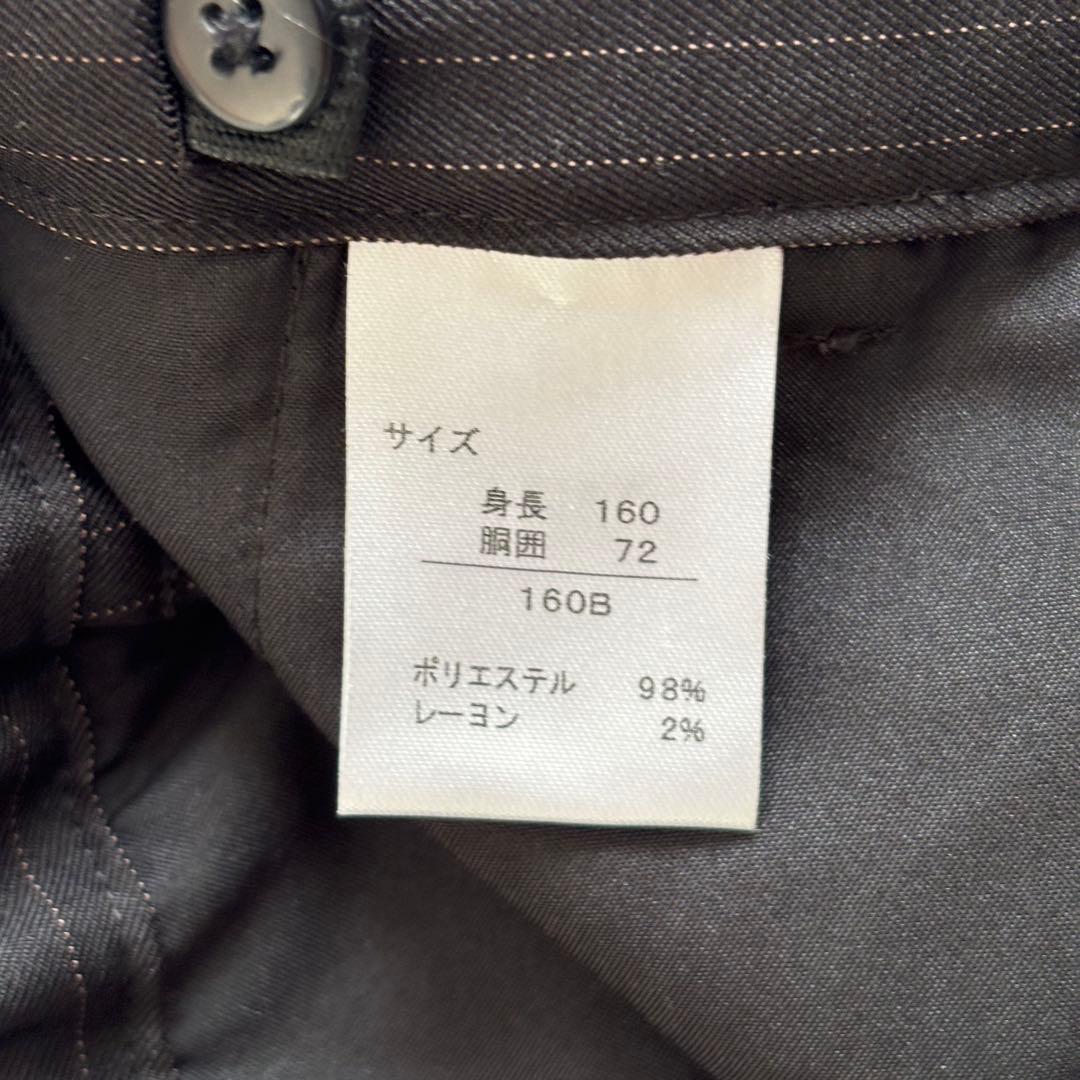 サイズ
身長 160
胴囲 72
160B
ポリエステル 98%
レーヨン 2%